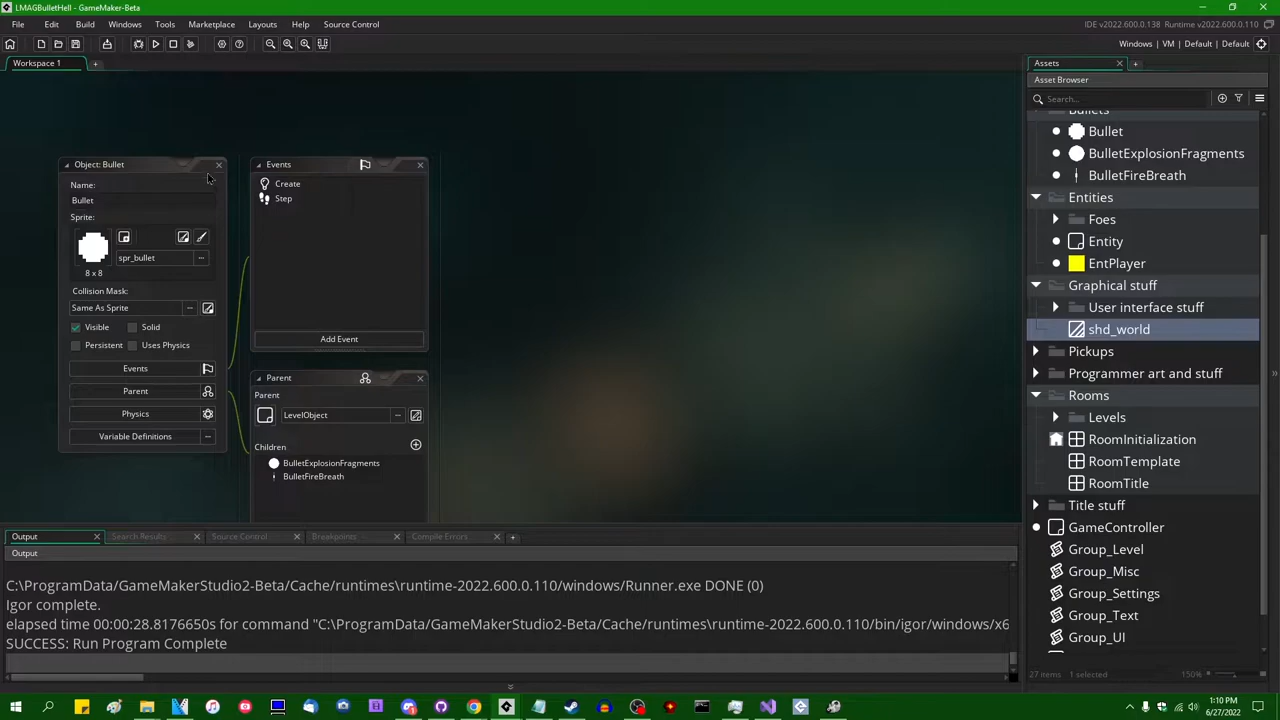 LMAGBulletHell - GameMaker-Beta
File Edit Build Windows Tools Marketplace Layouts Help Source Control
IDE v2022.600.0.138 Runtime v2022.600.0.110
Windows | VM | Default | Default
Workspace 1
Assets
Asset Browser
Search...
Bullets
Bullet
BulletExplosionFragments
BulletFireBreath
Entities
Foes
Entity
EntPlayer
Graphical stuff
User interface stuff
shd_world
Pickups
Programmer art and stuff
Rooms
Levels
RoomInitialization
RoomTemplate
RoomTitle
Title stuff
GameController
Group_Level
Group_Misc
Group_Settings
Group_Text
Group_UI
27 items 1 selected
150%
Object: Bullet
Name:
Bullet
Sprite:
spr_bullet
8 x 8
Collision Mask:
Same As Sprite
Visible Solid
Persistent Uses Physics
Events
Parent
Physics
Variable Definitions
Events
Create
Step
Add Event
Parent
Parent
LevelObject
Children
BulletExplosionFragments
BulletFireBreath
Output Search Results Source Control Breakpoints Compile Errors
Output
C:\ProgramData/GameMakerStudio2-Beta/Cache/runtimes\runtime-2022.600.0.110/windows/Runner.exe DONE (0)
Igor complete.
elapsed time 00:00:28.8176650s for command "C:\ProgramData/GameMakerStudio2-Beta/Cache/runtimes\runtime-2022.600.0.110/bin/igor/windows/x6
SUCCESS: Run Program Complete
1:10 PM
6/27/2022